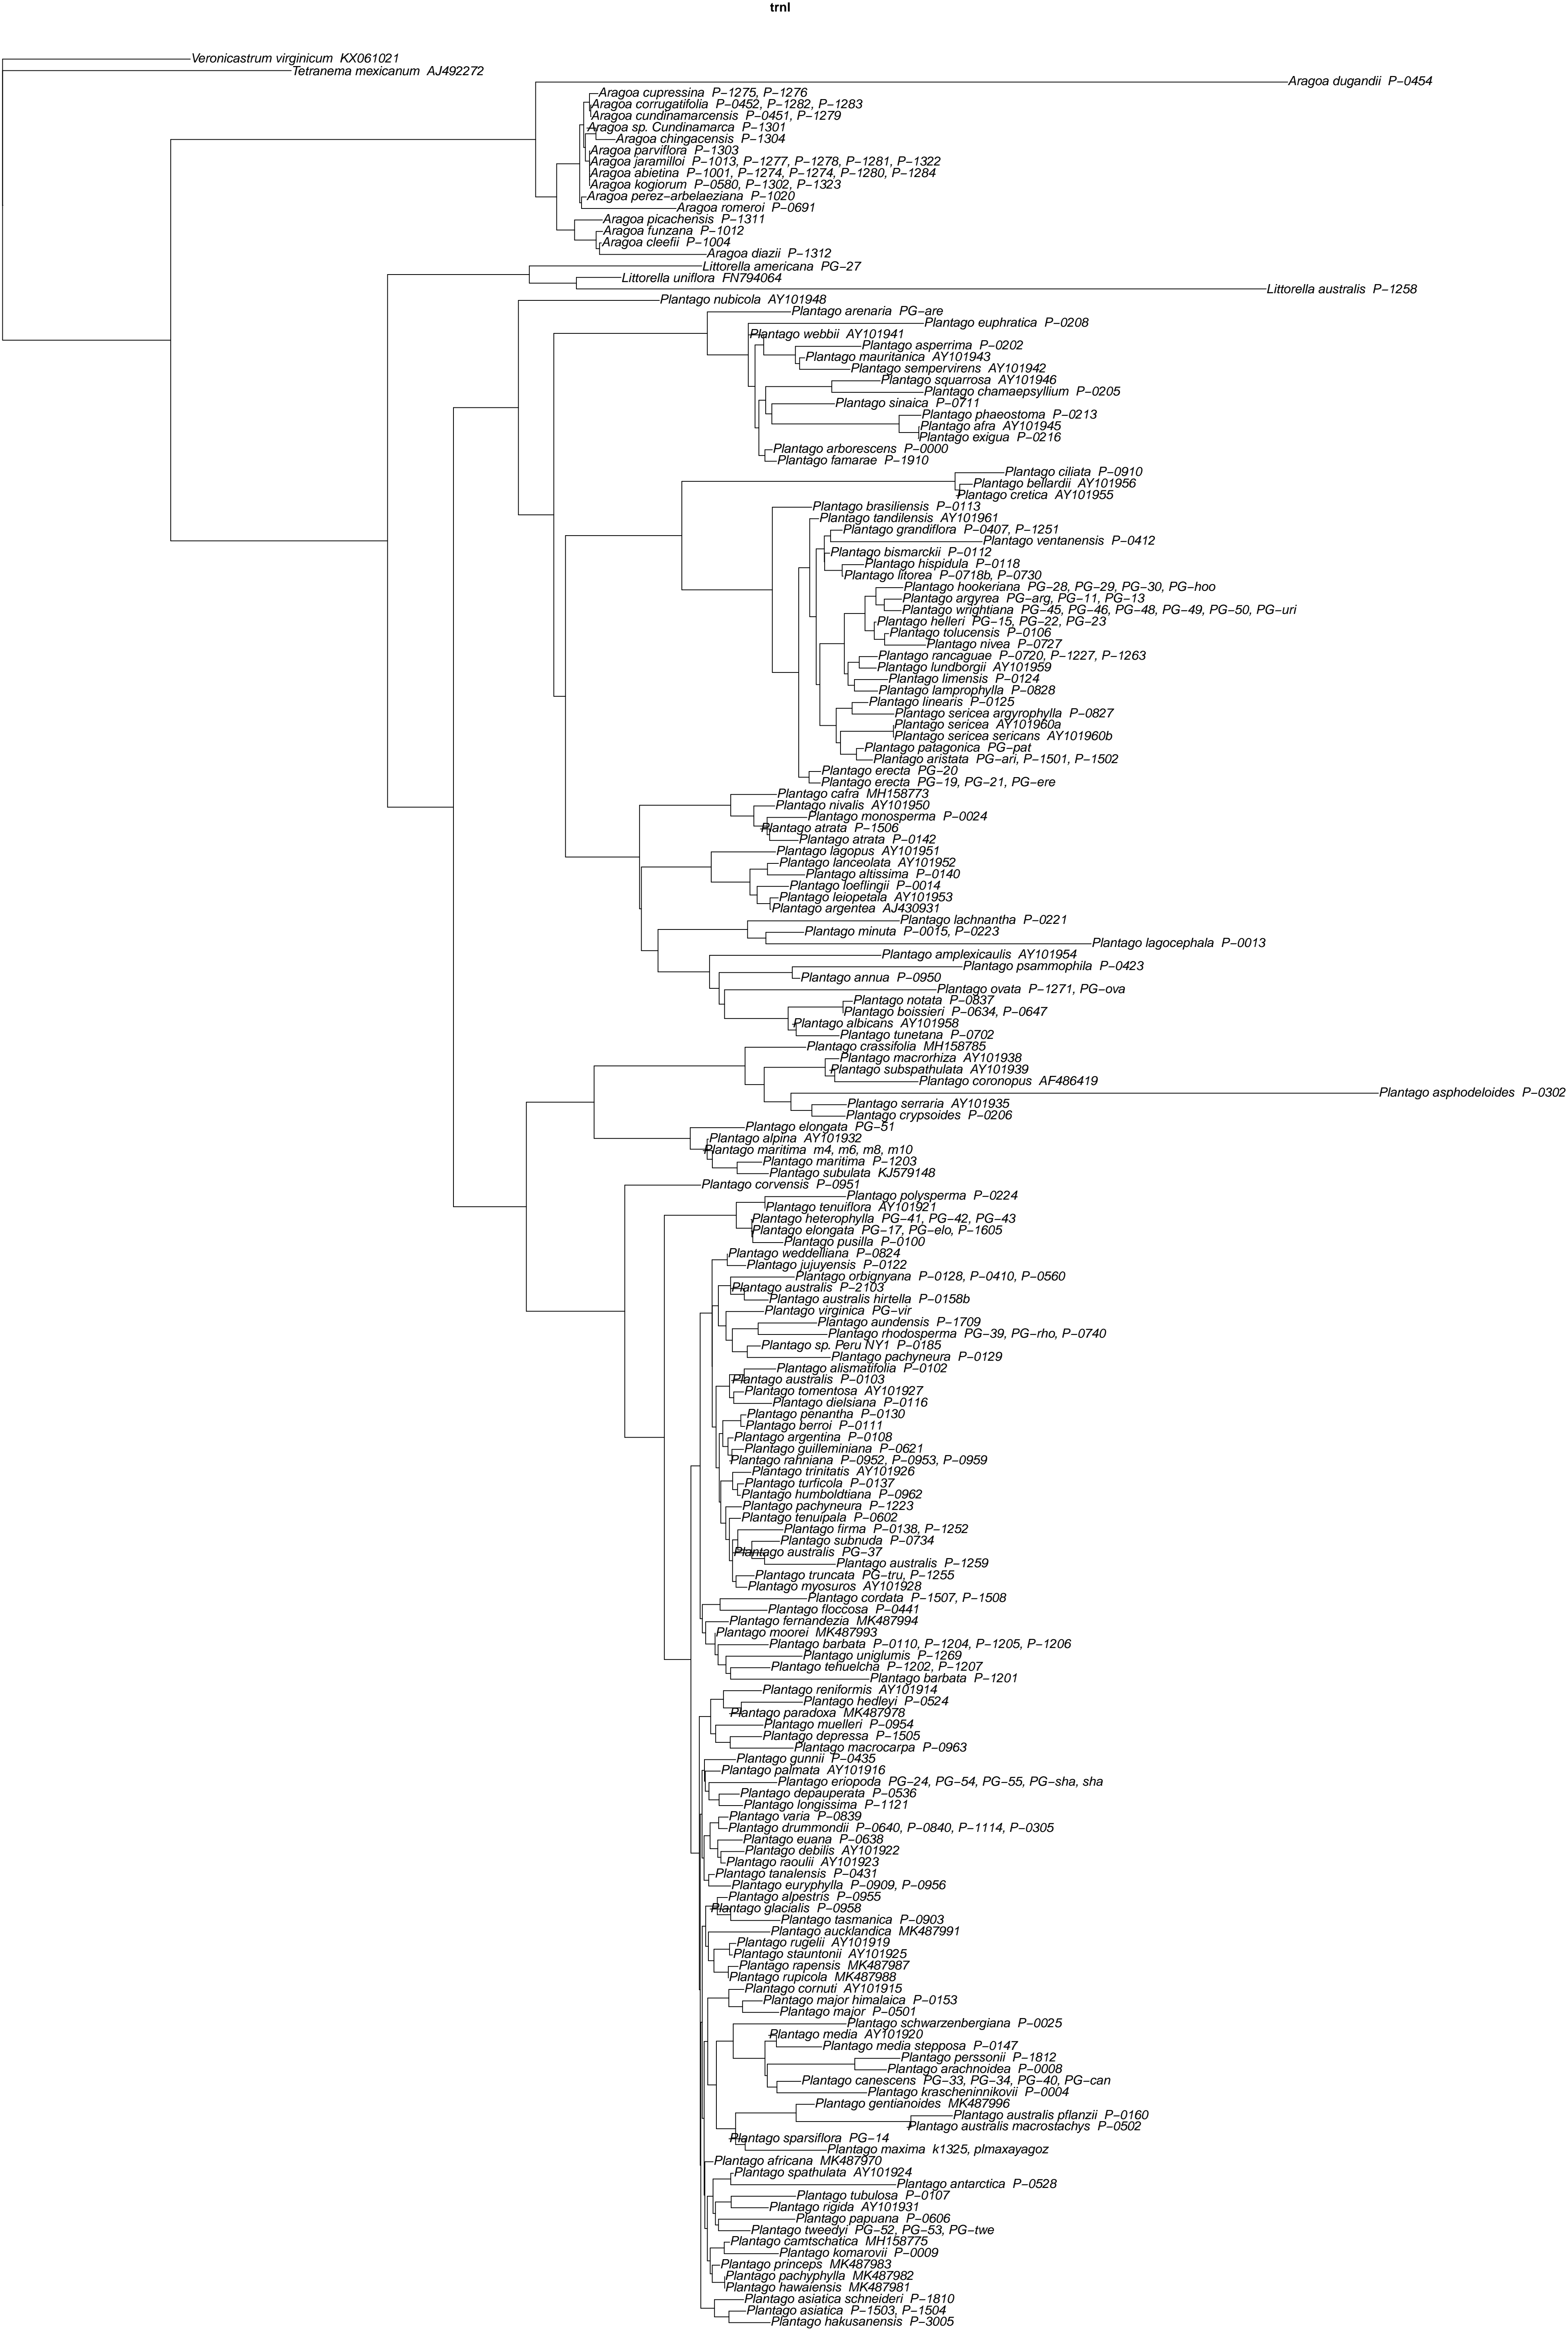 trnl
Veronicastrum virginicum KX061021
Tetranema mexicanum AJ492272
Aragoa dugandii P−0454
Aragoa cupressina P−1275, P−1276
Aragoa corrugatifolia P−0452, P−1282, P−1283
Aragoa cundinamarcensis P−0451, P−1279
Aragoa sp. Cundinamarca P−1301
Aragoa chingacensis P−1304
Aragoa parviflora P−1303
Aragoa jaramilloi P−1013, P−1277, P−1278, P−1281, P−1322
Aragoa abietina P−1001, P−1274, P−1274, P−1280, P−1284
Aragoa kogiorum P−0580, P−1302, P−1323
Aragoa perez−arbelaeziana P−1020
Aragoa romeroi P−0691
Aragoa picachensis P−1311
Aragoa funzana P−1012
Aragoa cleefii P−1004
Aragoa diazii P−1312
Littorella americana PG−27
Littorella uniflora FN794064
Littorella australis P−1258
Plantago nubicola AY101948
Plantago arenaria PG−are
Plantago euphratica P−0208
Plantago webbii AY101941
Plantago asperrima P−0202
Plantago mauritanica AY101943
Plantago sempervirens AY101942
Plantago squarrosa AY101946
Plantago chamaepsyllium P−0205
Plantago sinaica P−0711
Plantago phaeostoma P−0213
Plantago afra AY101945
Plantago exigua P−0216
Plantago arborescens P−0000
Plantago famarae P−1910
Plantago ciliata P−0910
Plantago bellardii AY101956
Plantago cretica AY101955
Plantago brasiliensis P−0113
Plantago tandilensis AY101961
Plantago grandiflora P−0407, P−1251
Plantago ventanensis P−0412
Plantago bismarckii P−0112
Plantago hispidula P−0118
Plantago litorea P−0718b, P−0730
Plantago hookeriana PG−28, PG−29, PG−30, PG−hoo
Plantago argyrea PG−arg, PG−11, PG−13
Plantago wrightiana PG−45, PG−46, PG−48, PG−49, PG−50, PG−uri
Plantago helleri PG−15, PG−22, PG−23
Plantago tolucensis P−0106
Plantago nivea P−0727
Plantago rancaguae P−0720, P−1227, P−1263
Plantago lundborgii AY101959
Plantago limensis P−0124
Plantago lamprophylla P−0828
Plantago linearis P−0125
Plantago sericea argyrophylla P−0827
Plantago sericea AY101960a
Plantago sericea sericans AY101960b
Plantago patagonica PG−pat
Plantago aristata PG−ari, P−1501, P−1502
Plantago erecta PG−20
Plantago erecta PG−19, PG−21, PG−ere
Plantago cafra MH158773
Plantago nivalis AY101950
Plantago monosperma P−0024
Plantago atrata P−1506
Plantago atrata P−0142
Plantago lagopus AY101951
Plantago lanceolata AY101952
Plantago altissima P−0140
Plantago loeflingii P−0014
Plantago leiopetala AY101953
Plantago argentea AJ430931
Plantago lachnantha P−0221
Plantago minuta P−0015, P−0223
Plantago lagocephala P−0013
Plantago amplexicaulis AY101954
Plantago psammophila P−0423
Plantago annua P−0950
Plantago ovata P−1271, PG−ova
Plantago notata P−0837
Plantago boissieri P−0634, P−0647
Plantago albicans AY101958
Plantago tunetana P−0702
Plantago crassifolia MH158785
Plantago macrorhiza AY101938
Plantago subspathulata AY101939
Plantago coronopus AF486419
Plantago asphodeloides P−0302
Plantago serraria AY101935
Plantago crypsoides P−0206
Plantago elongata PG−51
Plantago alpina AY101932
Plantago maritima m4, m6, m8, m10
Plantago maritima P−1203
Plantago subulata KJ579148
Plantago corvensis P−0951
Plantago polysperma P−0224
Plantago tenuiflora AY101921
Plantago heterophylla PG−41, PG−42, PG−43
Plantago elongata PG−17, PG−elo, P−1605
Plantago pusilla P−0100
Plantago weddelliana P−0824
Plantago jujuyensis P−0122
Plantago orbignyana P−0128, P−0410, P−0560
Plantago australis P−2103
Plantago australis hirtella P−0158b
Plantago virginica PG−vir
Plantago aundensis P−1709
Plantago rhodosperma PG−39, PG−rho, P−0740
Plantago sp. Peru NY1 P−0185
Plantago pachyneura P−0129
Plantago alismatifolia P−0102
Plantago australis P−0103
Plantago tomentosa AY101927
Plantago dielsiana P−0116
Plantago penantha P−0130
Plantago berroi P−0111
Plantago argentina P−0108
Plantago guilleminiana P−0621
Plantago rahniana P−0952, P−0953, P−0959
Plantago trinitatis AY101926
Plantago turficola P−0137
Plantago humboldtiana P−0962
Plantago pachyneura P−1223
Plantago tenuipala P−0602
Plantago firma P−0138, P−1252
Plantago subnuda P−0734
Plantago australis PG−37
Plantago australis P−1259
Plantago truncata PG−tru, P−1255
Plantago myosuros AY101928
Plantago cordata P−1507, P−1508
Plantago floccosa P−0441
Plantago fernandezia MK487994
Plantago moorei MK487993
Plantago barbata P−0110, P−1204, P−1205, P−1206
Plantago uniglumis P−1269
Plantago tehuelcha P−1202, P−1207
Plantago barbata P−1201
Plantago reniformis AY101914
Plantago hedleyi P−0524
Plantago paradoxa MK487978
Plantago muelleri P−0954
Plantago depressa P−1505
Plantago macrocarpa P−0963
Plantago gunnii P−0435
Plantago palmata AY101916
Plantago eriopoda PG−24, PG−54, PG−55, PG−sha, sha
Plantago depauperata P−0536
Plantago longissima P−1121
Plantago varia P−0839
Plantago drummondii P−0640, P−0840, P−1114, P−0305
Plantago euana P−0638
Plantago debilis AY101922
Plantago raoulii AY101923
Plantago tanalensis P−0431
Plantago euryphylla P−0909, P−0956
Plantago alpestris P−0955
Plantago glacialis P−0958
Plantago tasmanica P−0903
Plantago aucklandica MK487991
Plantago rugelii AY101919
Plantago stauntonii AY101925
Plantago rapensis MK487987
Plantago rupicola MK487988
Plantago cornuti AY101915
Plantago major himalaica P−0153
Plantago major P−0501
Plantago schwarzenbergiana P−0025
Plantago media AY101920
Plantago media stepposa P−0147
Plantago perssonii P−1812
Plantago arachnoidea P−0008
Plantago canescens PG−33, PG−34, PG−40, PG−can
Plantago krascheninnikovii P−0004
Plantago gentianoides MK487996
Plantago australis pflanzii P−0160
Plantago australis macrostachys P−0502
Plantago sparsiflora PG−14
Plantago maxima k1325, plmaxayagoz
Plantago africana MK487970
Plantago spathulata AY101924
Plantago antarctica P−0528
Plantago tubulosa P−0107
Plantago rigida AY101931
Plantago papuana P−0606
Plantago tweedyi PG−52, PG−53, PG−twe
Plantago camtschatica MH158775
Plantago komarovii P−0009
Plantago princeps MK487983
Plantago pachyphylla MK487982
Plantago hawaiensis MK487981
Plantago asiatica schneideri P−1810
Plantago asiatica P−1503, P−1504
Plantago hakusanensis P−3005